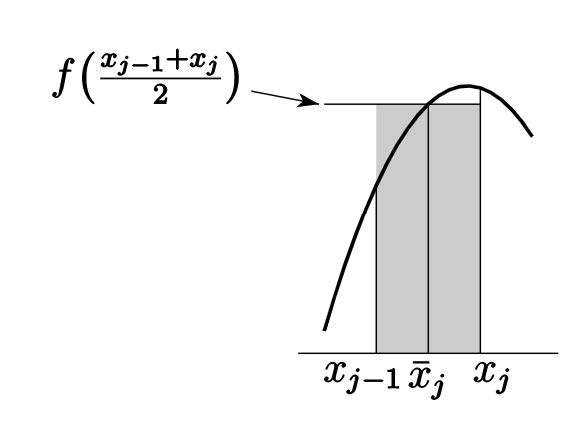 f((x_{j-1}+x_j)/2)
x_{j-1} x̄_j x_j